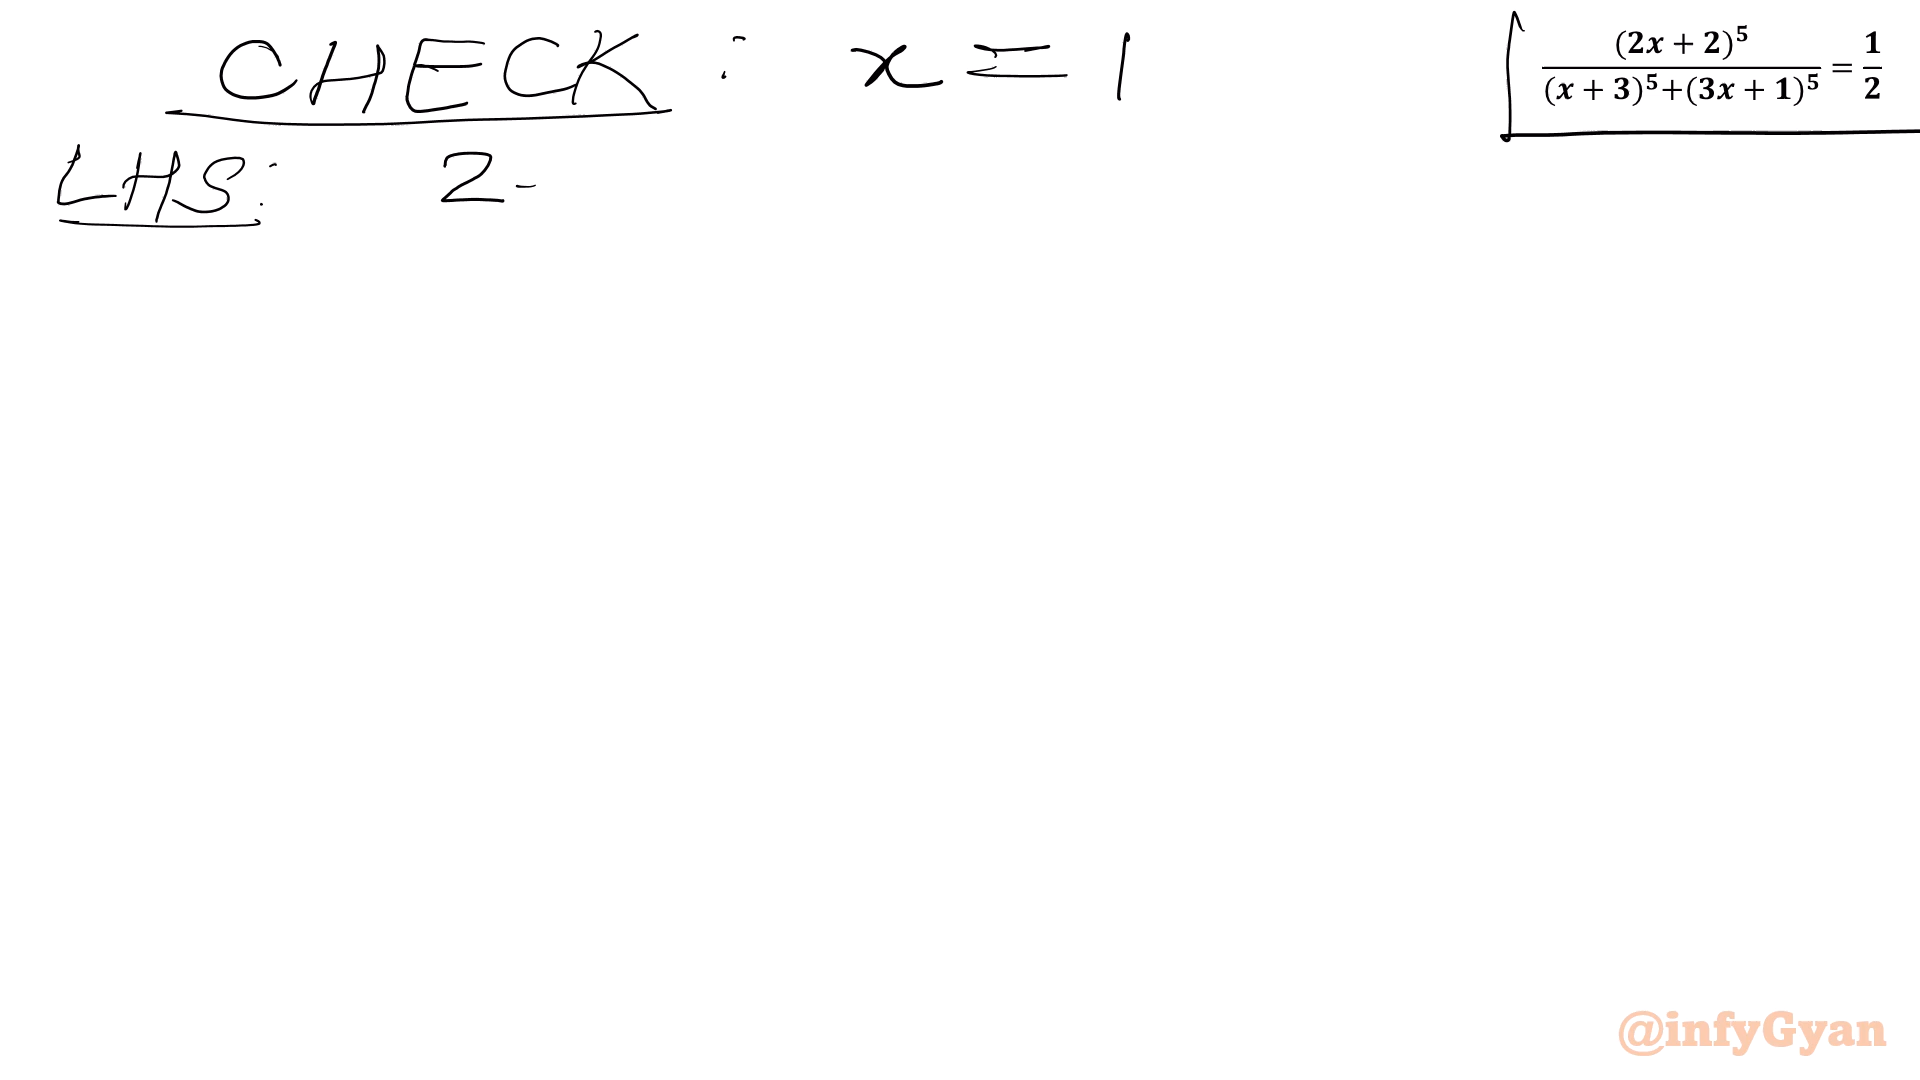 CHECK : x = 1
(2x + 2)⁵ / (x + 3)⁵+(3x + 1)⁵ = 1/2
LHS: 2-
@infyGyan